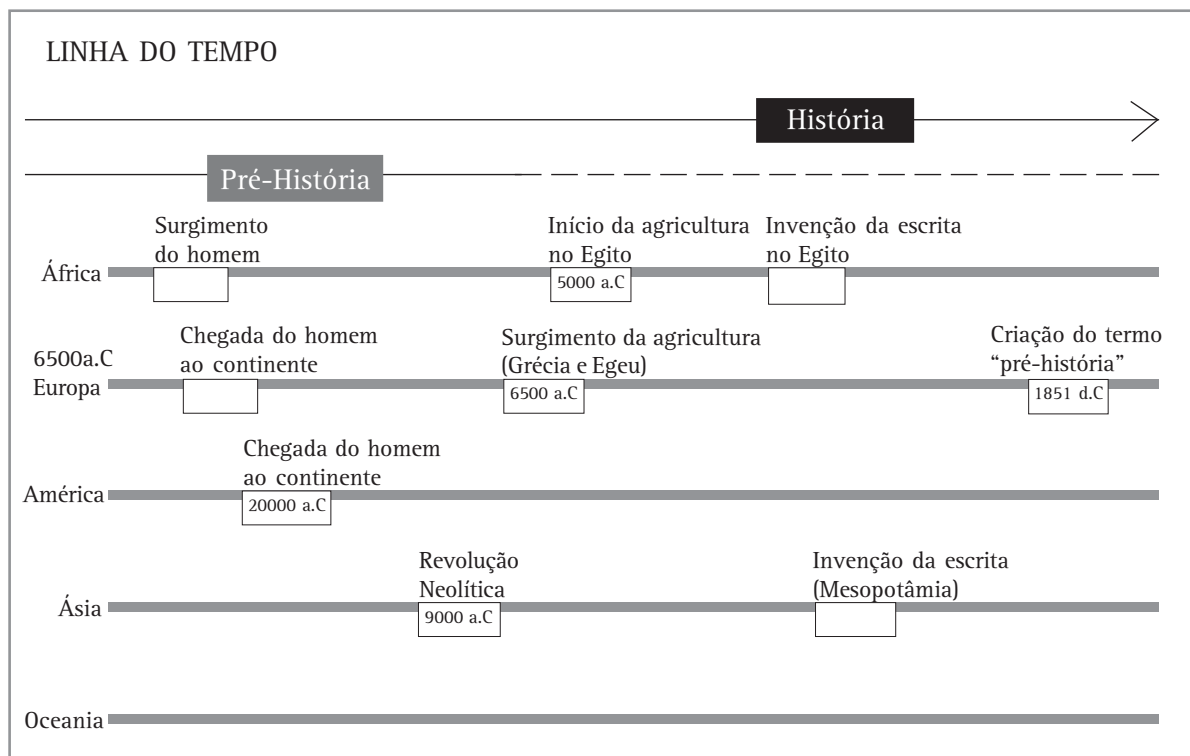 LINHA DO TEMPO
História
Pré-História
Surgimento
do homem
Início da agricultura
no Egito
Invenção da escrita
no Egito
África
5000 a.C
Chegada do homem
ao continente
Surgimento da agricultura
(Grécia e Egeu)
Criação do termo
“pré-história”
6500a.C
Europa
6500 a.C
1851 d.C
Chegada do homem
ao continente
América
20000 a.C
Revolução
Neolítica
Invenção da escrita
(Mesopotâmia)
Ásia
9000 a.C
Oceania